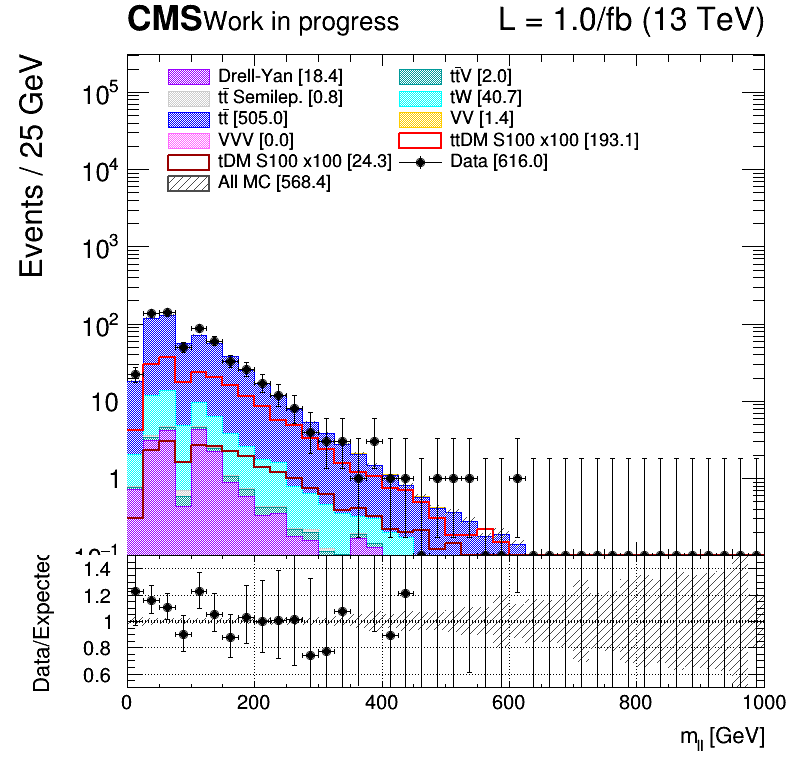 CMS Work in progress L = 1.0/fb (13 TeV)
Events / 25 GeV
Drell-Yan [18.4] tt̄V [2.0]
tt̄ Semilep. [0.8] tW [40.7]
tt̄ [505.0] VV [1.4]
VVV [0.0] ttDM S100 x100 [193.1]
tDM S100 x100 [24.3] Data [616.0]
All MC [568.4]
10⁵
10⁴
10³
10²
10
1
10⁻¹
Data/Expected
1.4
1.2
1
0.8
0.6
0 200 400 600 800 1000
m_ll [GeV]